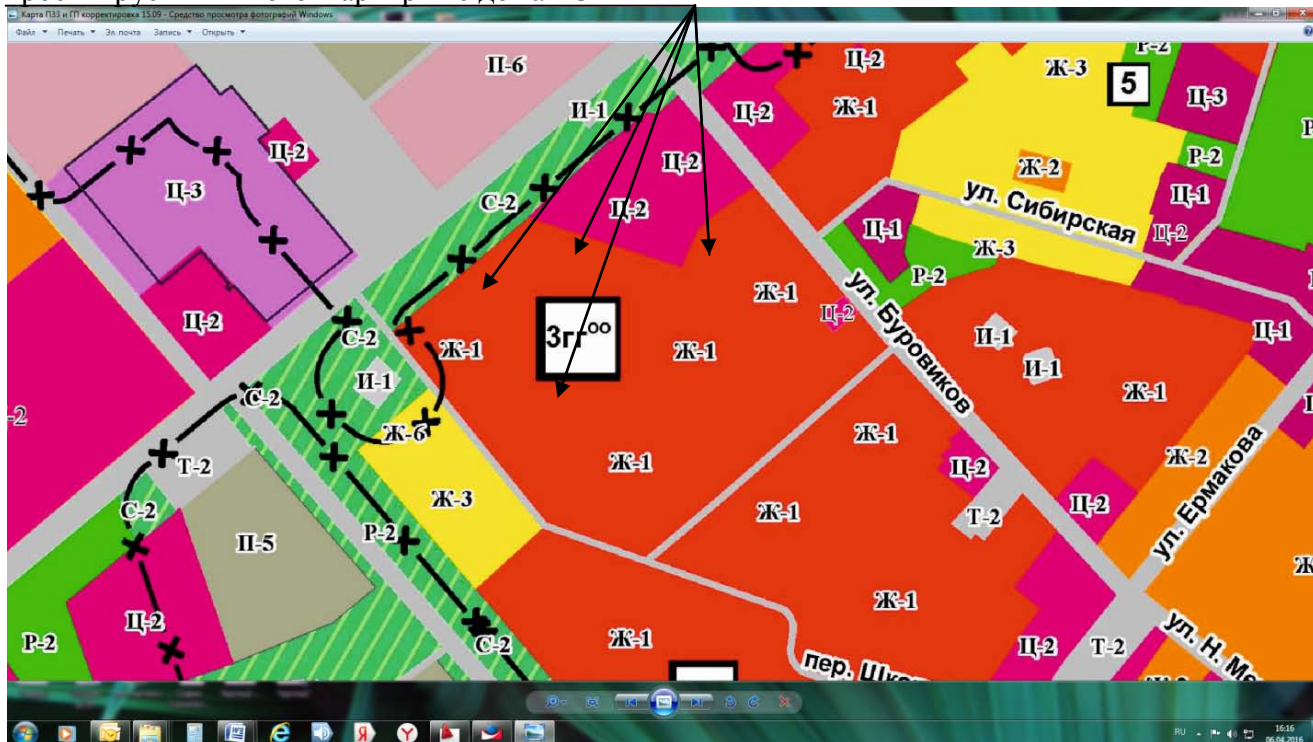 Карта ПЗЗ и ГП корректировка 15.09 - Средство просмотра фотографий Windows
Файл Печать Эл. почта Запись Открыть
П-6
Ц-2
Ж-3
Р-2
5
Ц-3
И-1
Ц-2
Ж-1
Ц-2
Ц-2
Р-2
Ж-2
Ц-3
С-2
Ц-2
ул. Сибирская
Ц-1
Ц-1
Ц-2
Ж-3
Р-2
Ж-1
Ц-2
Ц-2
С-2
3гг°°
ул. Буровиков
И-1
Ц-1
Ж-1
Ж-1
И-1
И-1
Ж-1
С-2
-2
Ж-6
Ж-1
Ж-2
Т-2
Ж-1
Ц-2
ул. Ермакова
С-2
Ж-3
Ж-1
Т-2
Ц-2
П-5
Р-2
Ж
Ж-1
Ц-2
Р-2
С-2
Ж-1
Ц-2
Т-2
ул. Н.
пер.
RU
16:16
06.04.2016